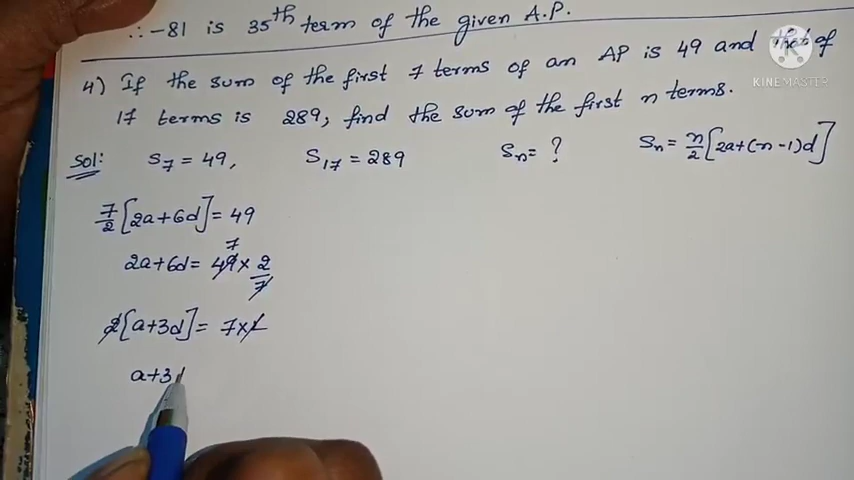 ∴ -81 is 35th term of the given A.P.
4) If the sum of the first 7 terms of an AP is 49 and that of
17 terms is 289, find the sum of the first n terms.
Sol: S7 = 49, S17 = 289 Sn = ? Sn = n/2[2a+(n-1)d]
7/2[2a+6d] = 49
7
2a+6d = 49 × 2/7
2[a+3d] = 7×2
a+3d
KINEMASTER